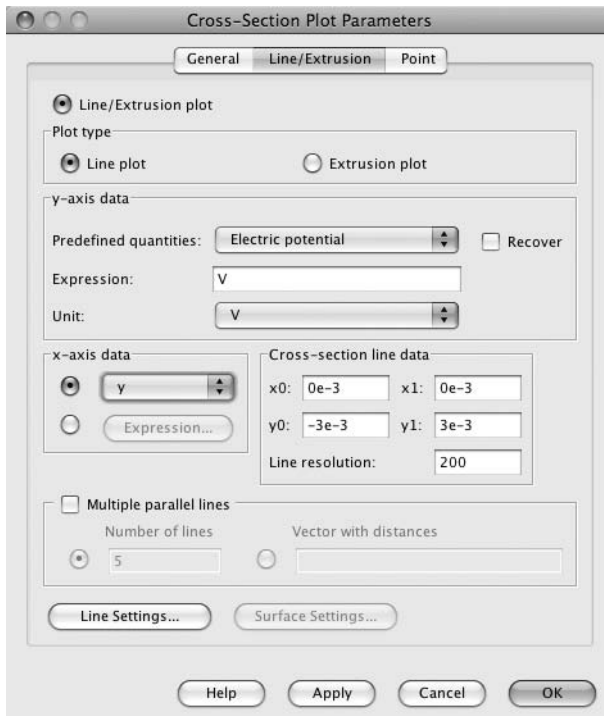 Cross-Section Plot Parameters
General Line/Extrusion Point
Line/Extrusion plot
Plot type
Line plot Extrusion plot
y-axis data
Predefined quantities: Electric potential Recover
Expression: V
Unit: V
x-axis data Cross-section line data
y x0: 0e-3 x1: 0e-3
Expression... y0: -3e-3 y1: 3e-3
Line resolution: 200
Multiple parallel lines
Number of lines Vector with distances
5
Line Settings... Surface Settings...
Help Apply Cancel OK